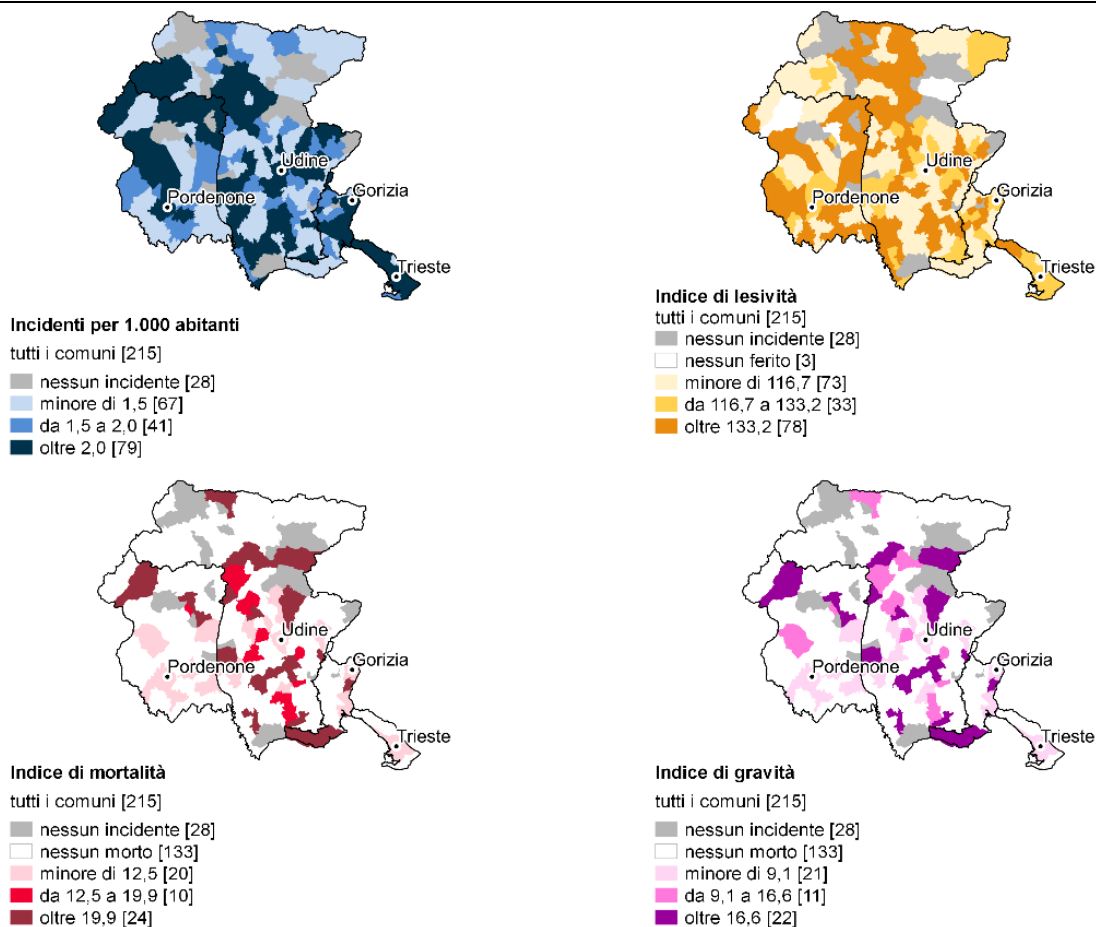 Udine
Pordenone
Gorizia
Trieste
Incidenti per 1.000 abitanti
tutti i comuni [215]
nessun incidente [28]
minore di 1,5 [67]
da 1,5 a 2,0 [41]
oltre 2,0 [79]
Udine
Pordenone
Gorizia
Trieste
Indice di lesività
tutti i comuni [215]
nessun incidente [28]
nessun ferito [3]
minore di 116,7 [73]
da 116,7 a 133,2 [33]
oltre 133,2 [78]
Udine
Pordenone
Gorizia
Trieste
Indice di mortalità
tutti i comuni [215]
nessun incidente [28]
nessun morto [133]
minore di 12,5 [20]
da 12,5 a 19,9 [10]
oltre 19,9 [24]
Udine
Pordenone
Gorizia
Trieste
Indice di gravità
tutti i comuni [215]
nessun incidente [28]
nessun morto [133]
minore di 9,1 [21]
da 9,1 a 16,6 [11]
oltre 16,6 [22]